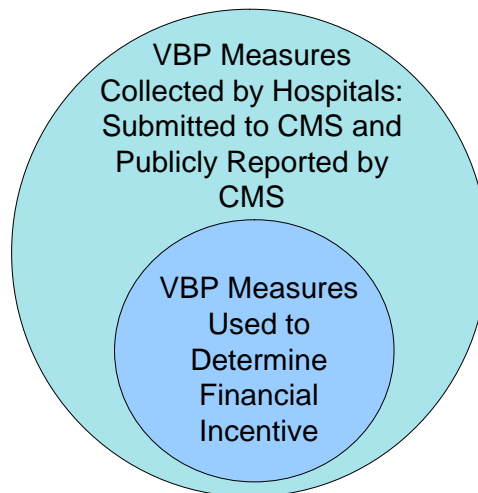 VBP Measures
Collected by Hospitals:
Submitted to CMS and
Publicly Reported by
CMS
VBP Measures
Used to
Determine
Financial
Incentive